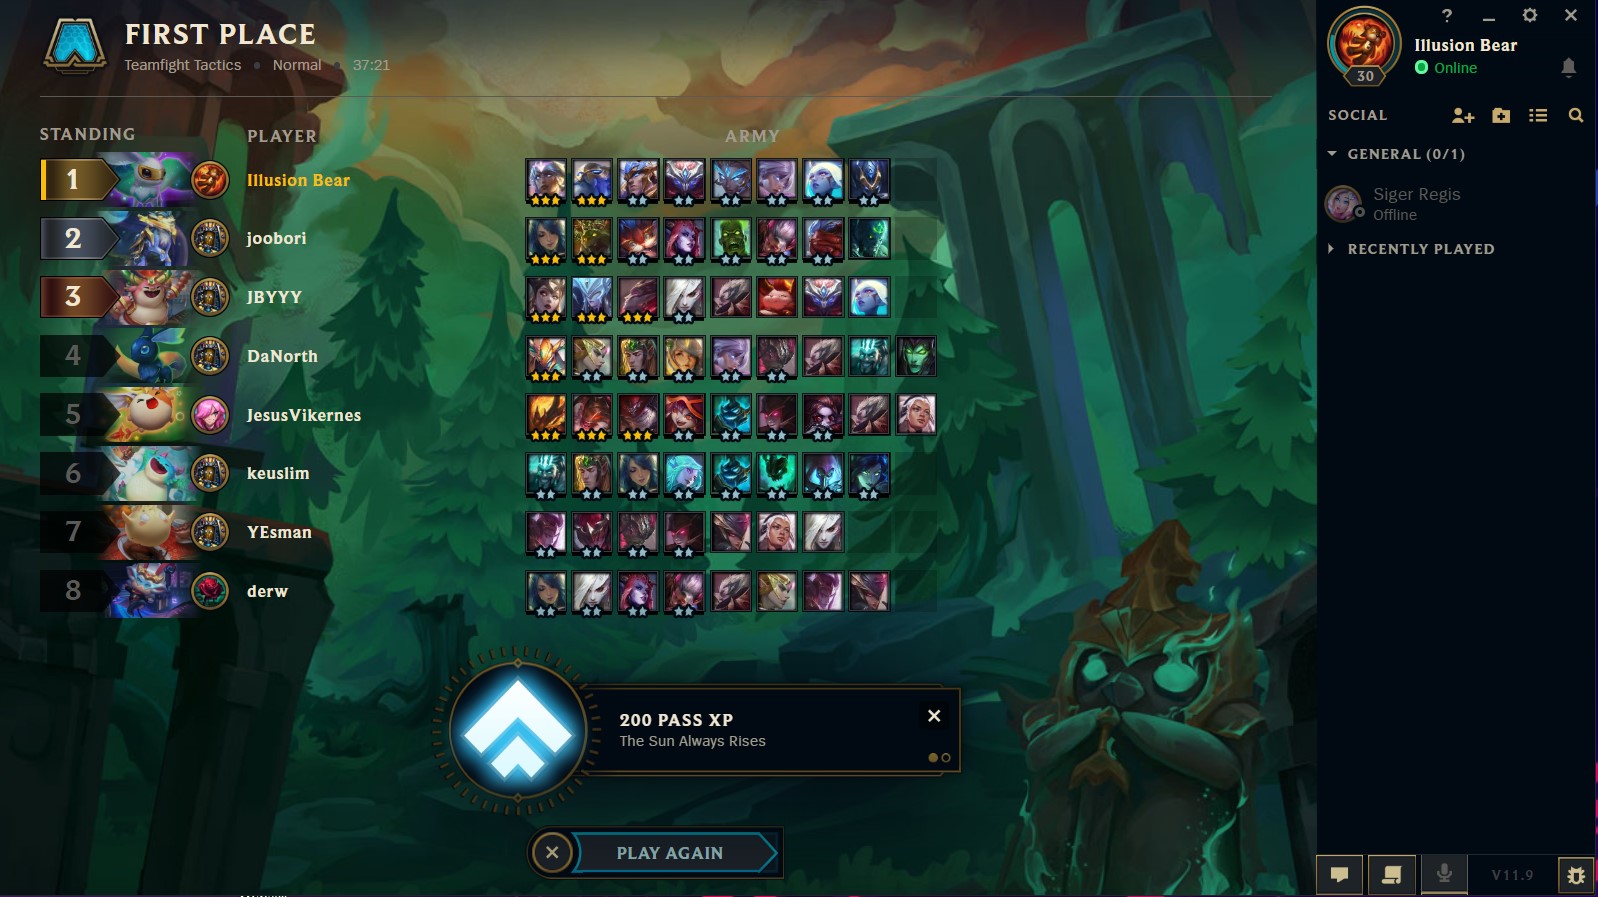 FIRST PLACE
Teamfight Tactics • Normal • 37:21
STANDING PLAYER ARMY
1 Illusion Bear
2 joobori
3 JBYYY
4 DaNorth
5 JesusVikernes
6 keuslim
7 YEsman
8 derw
200 PASS XP
The Sun Always Rises
PLAY AGAIN
?
Illusion Bear
30
Online
SOCIAL
GENERAL (0/1)
Siger Regis
Offline
RECENTLY PLAYED
V11.9